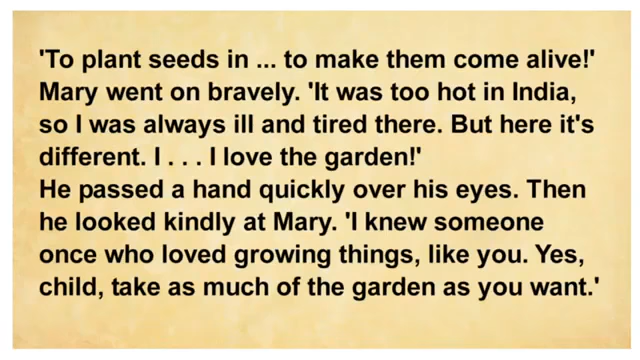 'To plant seeds in ... to make them come alive!'
Mary went on bravely. 'It was too hot in India,
so I was always ill and tired there. But here it's
different. I . . . I love the garden!'
He passed a hand quickly over his eyes. Then
he looked kindly at Mary. 'I knew someone
once who loved growing things, like you. Yes,
child, take as much of the garden as you want.'